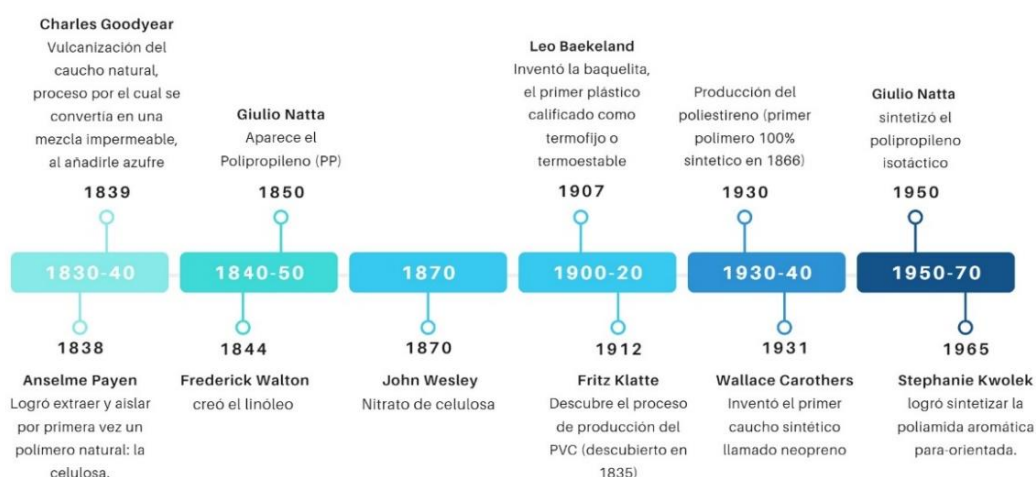 Charles Goodyear
Vulcanización del
caucho natural,
proceso por el cual se
convertía en una
mezcla impermeable,
al añadirle azufre
1839
Giulio Natta
Aparece el
Polipropileno (PP)
1850
Leo Baekeland
Inventó la baquelita,
el primer plástico
calificado como
termofijo o
termoestable
1907
Producción del
poliestireno (primer
polimero 100%
sintetico en 1866)
1930
Giulio Natta
sintetizó el
polipropileno
isotáctico
1950
1830-40
1840-50
1870
1900-20
1930-40
1950-70
1838
Anselme Payen
Logró extraer y aislar
por primera vez un
polímero natural: la
celulosa.
1844
Frederick Walton
creó el linóleo
1870
John Wesley
Nitrato de celulosa
1912
Fritz Klatte
Descubre el proceso
de producción del
PVC (descubierto en
1835)
1931
Wallace Carothers
Inventó el primer
caucho sintético
llamado neopreno
1965
Stephanie Kwolek
logró sintetizar la
poliamida aromática
para-orientada.